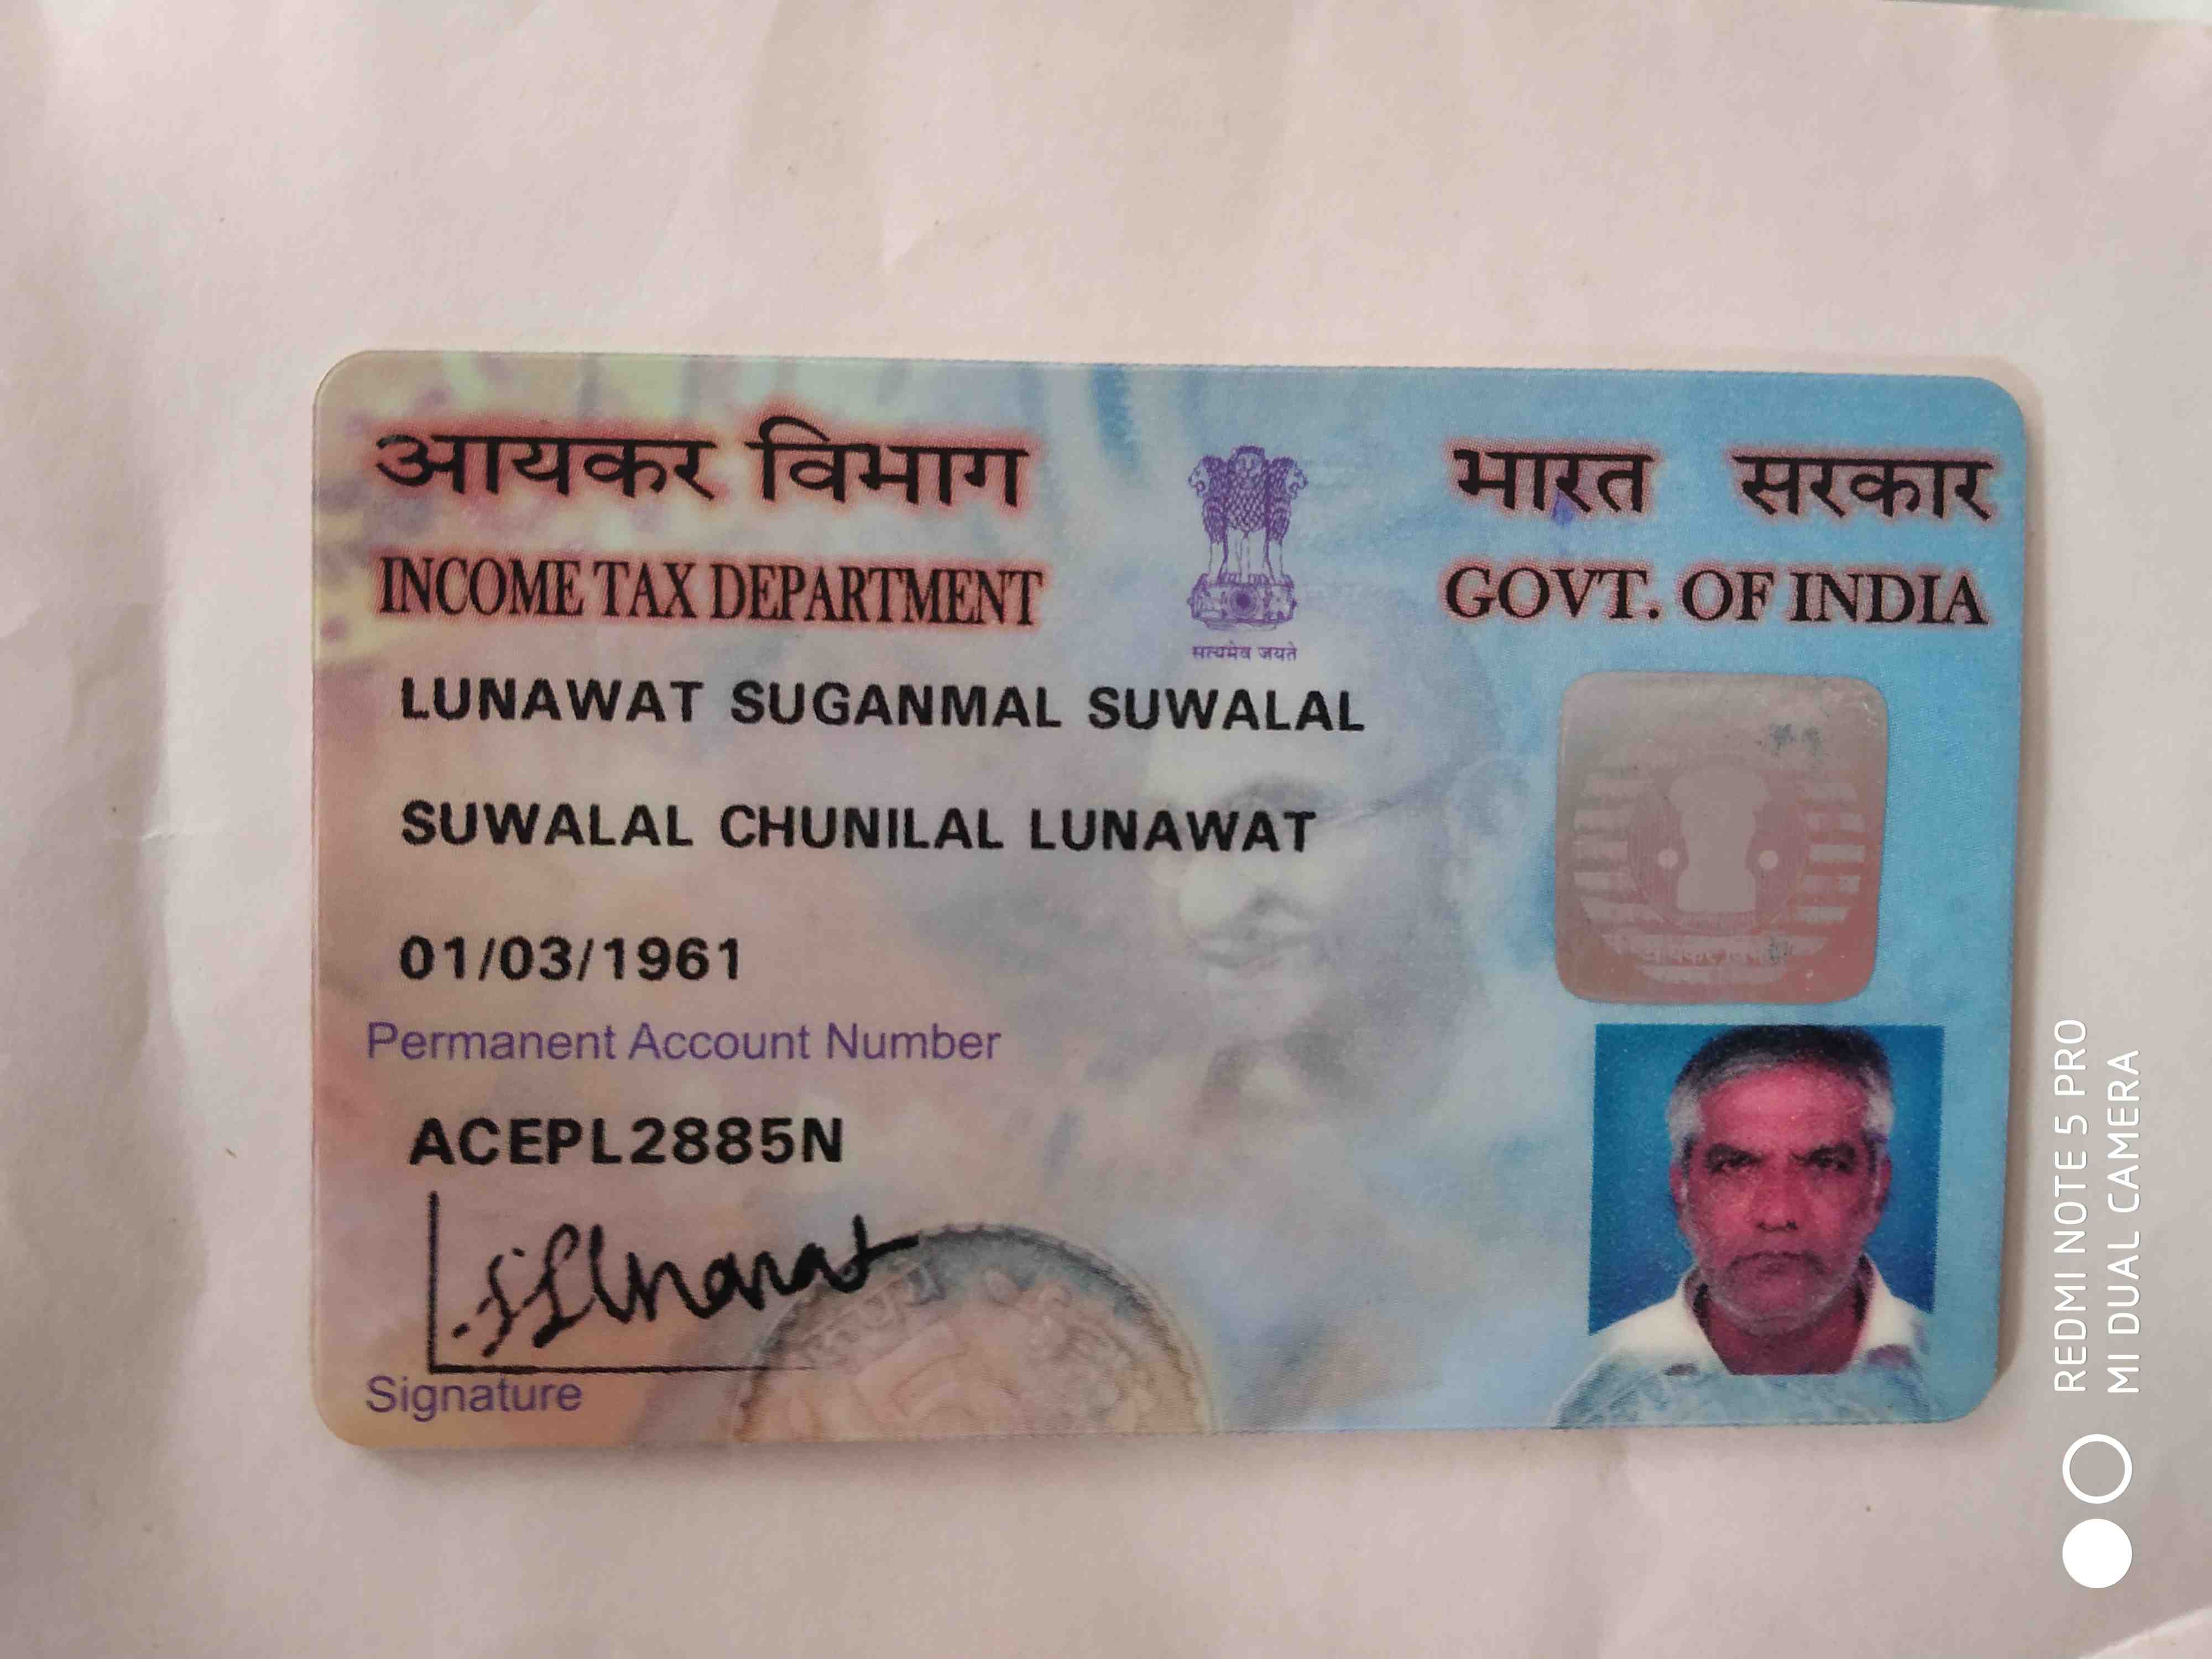 आयकर विभाग
INCOME TAX DEPARTMENT
सत्यमेव जयते
भारत सरकार
GOVT. OF INDIA
LUNAWAT SUGANMAL SUWALAL
SUWALAL CHUNILAL LUNAWAT
01/03/1961
Permanent Account Number
ACEPL2885N
Signature
REDMI NOTE 5 PRO
MI DUAL CAMERA